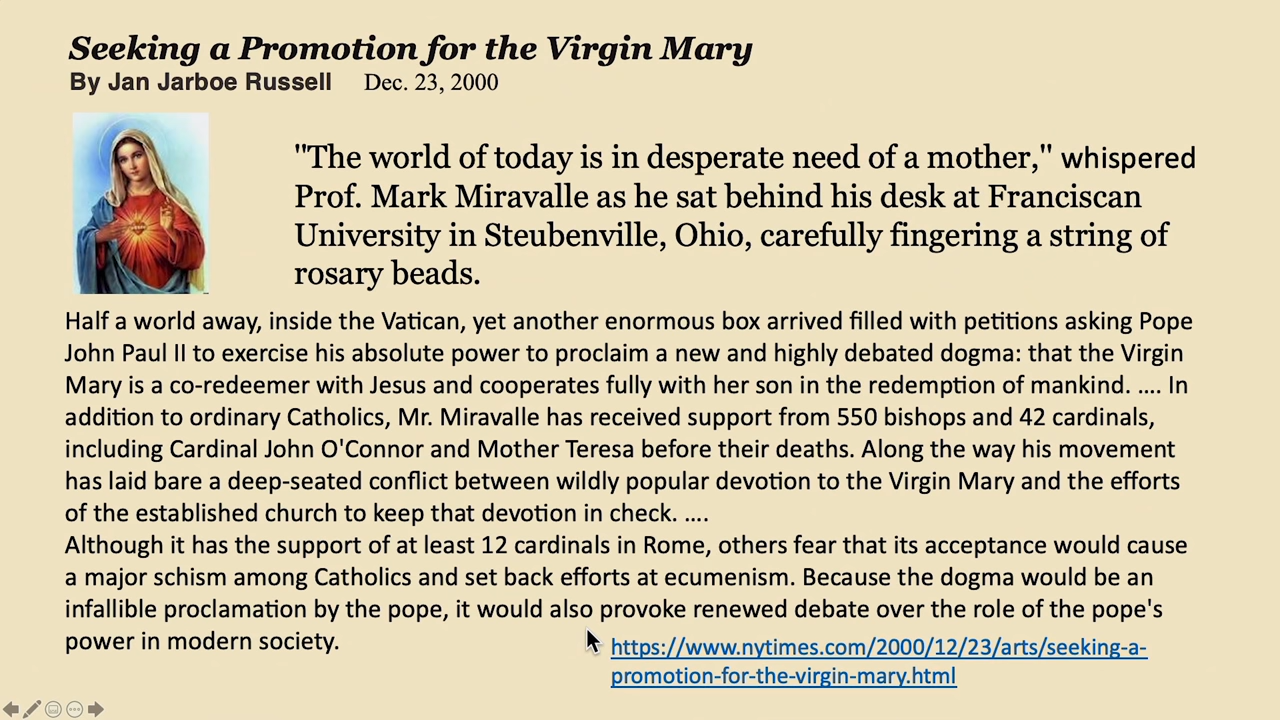 Seeking a Promotion for the Virgin Mary
By Jan Jarboe Russell Dec. 23, 2000
"The world of today is in desperate need of a mother," whispered
Prof. Mark Miravalle as he sat behind his desk at Franciscan
University in Steubenville, Ohio, carefully fingering a string of
rosary beads.
Half a world away, inside the Vatican, yet another enormous box arrived filled with petitions asking Pope
John Paul II to exercise his absolute power to proclaim a new and highly debated dogma: that the Virgin
Mary is a co-redeemer with Jesus and cooperates fully with her son in the redemption of mankind. .... In
addition to ordinary Catholics, Mr. Miravalle has received support from 550 bishops and 42 cardinals,
including Cardinal John O'Connor and Mother Teresa before their deaths. Along the way his movement
has laid bare a deep-seated conflict between wildly popular devotion to the Virgin Mary and the efforts
of the established church to keep that devotion in check. ....
Although it has the support of at least 12 cardinals in Rome, others fear that its acceptance would cause
a major schism among Catholics and set back efforts at ecumenism. Because the dogma would be an
infallible proclamation by the pope, it would also provoke renewed debate over the role of the pope's
power in modern society.
https://www.nytimes.com/2000/12/23/arts/seeking-a-
promotion-for-the-virgin-mary.html